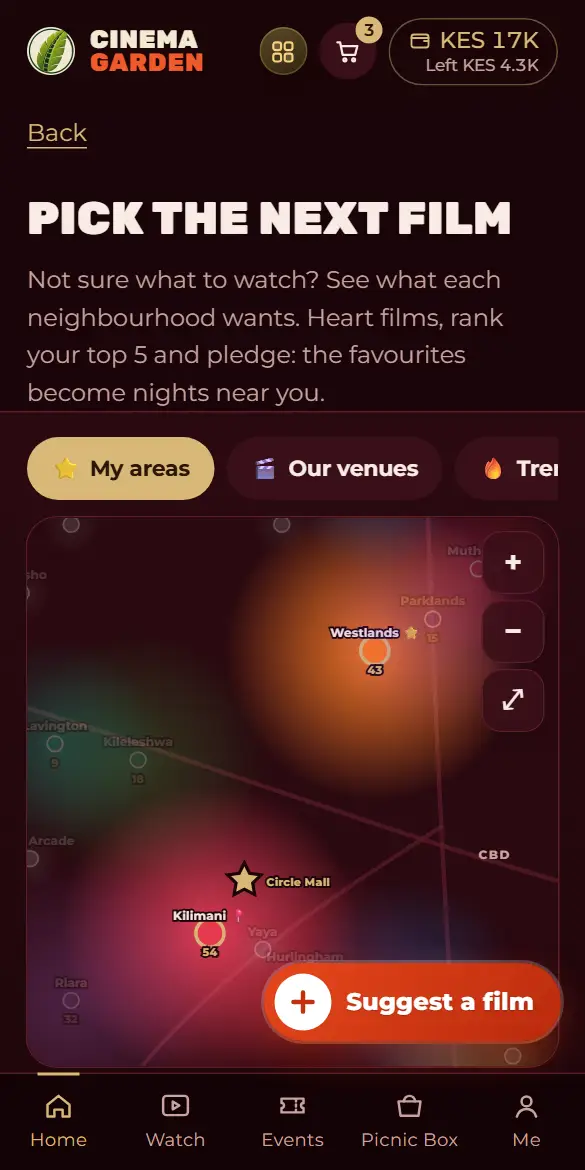 CINEMA
GARDEN
3
KES 17K
Left KES 4.3K
Back
PICK THE NEXT FILM
Not sure what to watch? See what each
neighbourhood wants. Heart films, rank
your top 5 and pledge: the favourites
become nights near you.
My areas
Our venues
Tren
Muth
sho
Parklands
15
Westlands
43
Lavington
9
Kileleshwa
18
Arcade
CBD
Circle Mall
Kilimani
54
Yaya
Hurlingham
Riara
32
+
−
Suggest a film
Home
Watch
Events
Picnic Box
Me